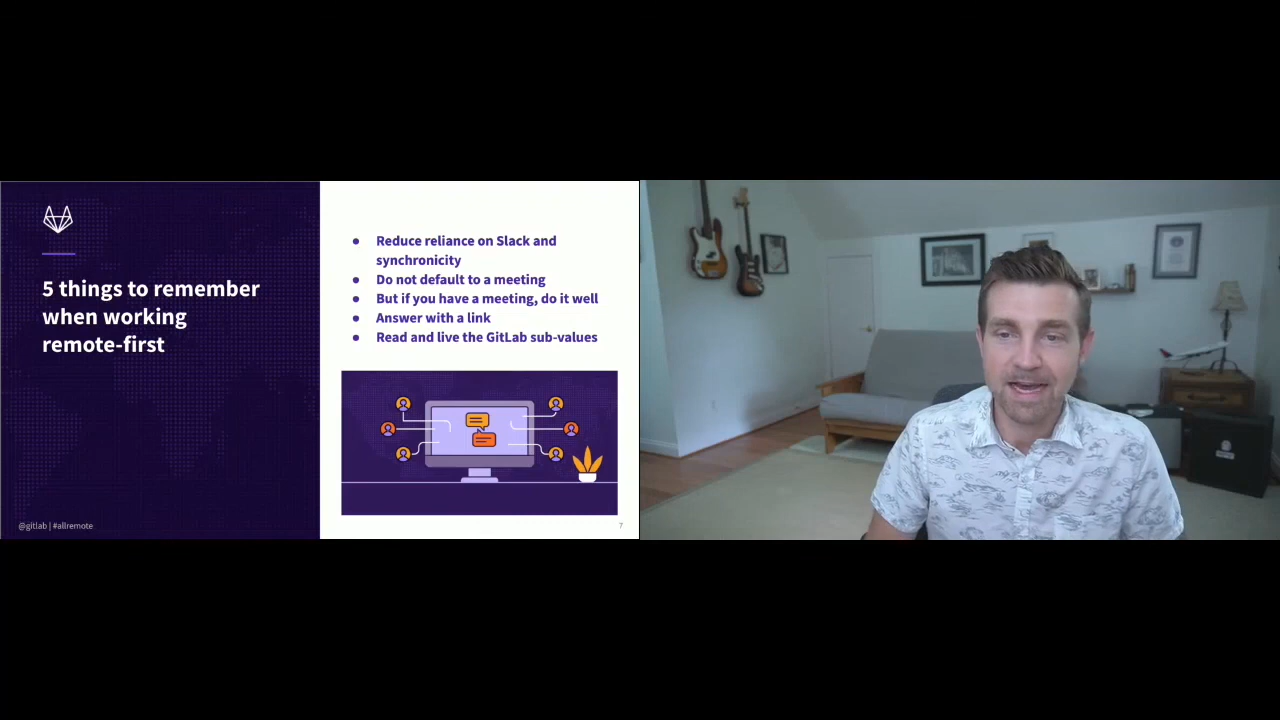 5 things to remember
when working
remote-first
@gitlab | #allremote
● Reduce reliance on Slack and
synchronicity
● Do not default to a meeting
● But if you have a meeting, do it well
● Answer with a link
● Read and live the GitLab sub-values
7